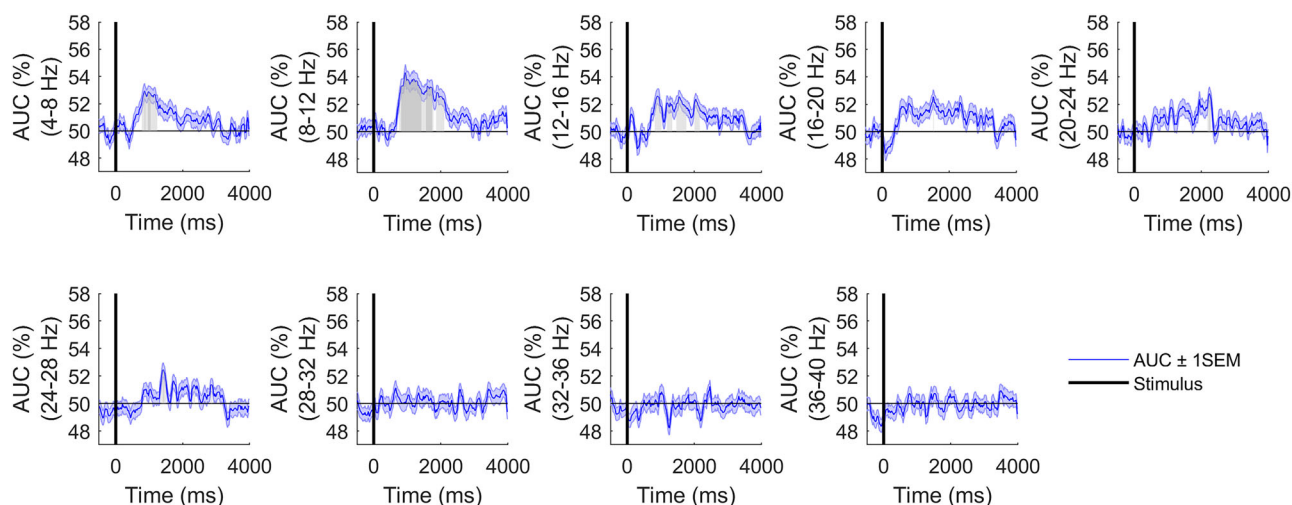 58
56
54
52
50
48
AUC (%)
(4-8 Hz)
0 2000 4000
Time (ms)
58
56
54
52
50
48
AUC (%)
(8-12 Hz)
0 2000 4000
Time (ms)
58
56
54
52
50
48
AUC (%)
(12-16 Hz)
0 2000 4000
Time (ms)
58
56
54
52
50
48
AUC (%)
(16-20 Hz)
0 2000 4000
Time (ms)
58
56
54
52
50
48
AUC (%)
(20-24 Hz)
0 2000 4000
Time (ms)
58
56
54
52
50
48
AUC (%)
(24-28 Hz)
0 2000 4000
Time (ms)
58
56
54
52
50
48
AUC (%)
(28-32 Hz)
0 2000 4000
Time (ms)
58
56
54
52
50
48
AUC (%)
(32-36 Hz)
0 2000 4000
Time (ms)
58
56
54
52
50
48
AUC (%)
(36-40 Hz)
0 2000 4000
Time (ms)
AUC ± 1SEM
Stimulus